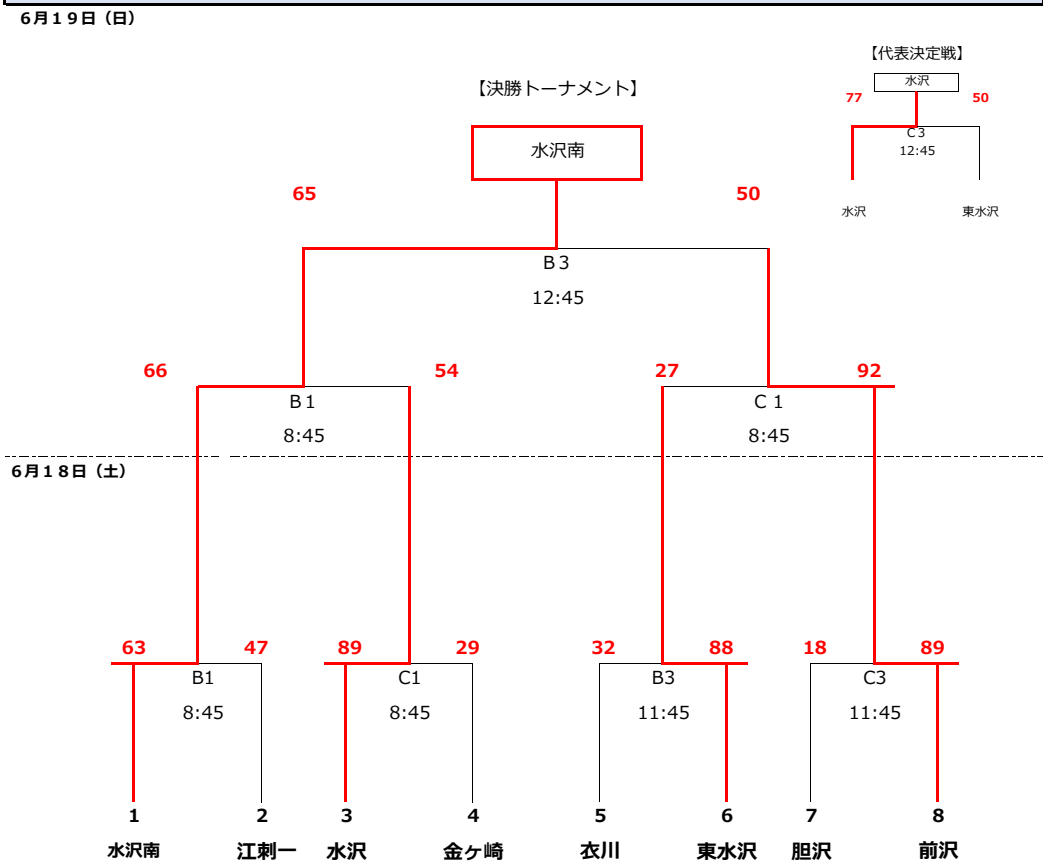 ６月１９日（日）
【代表決定戦】
水沢
77 50
C3
12:45
水沢 東水沢
【決勝トーナメント】
水沢南
65 50
Ｂ３
12:45
66 54 27 92
Ｂ１ Ｃ１
8:45 8:45
６月１８日（土）
63 47 89 29 32 88 18 89
B1 C1 B3 C3
8:45 8:45 11:45 11:45
1 2 3 4 5 6 7 8
水沢南 江刺一 水沢 金ヶ崎 衣川 東水沢 胆沢 前沢